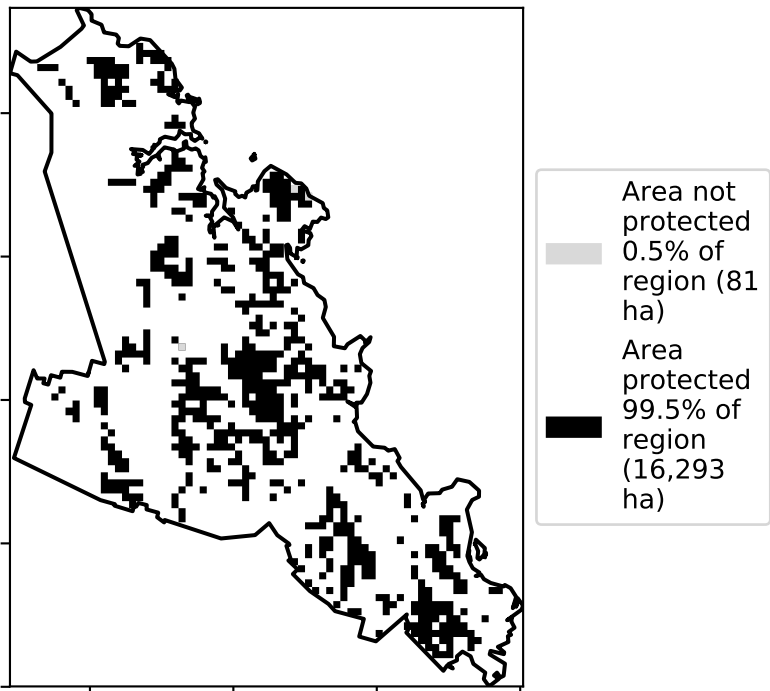 Area not
protected
0.5% of
region (81
ha)
Area
protected
99.5% of
region
(16,293
ha)